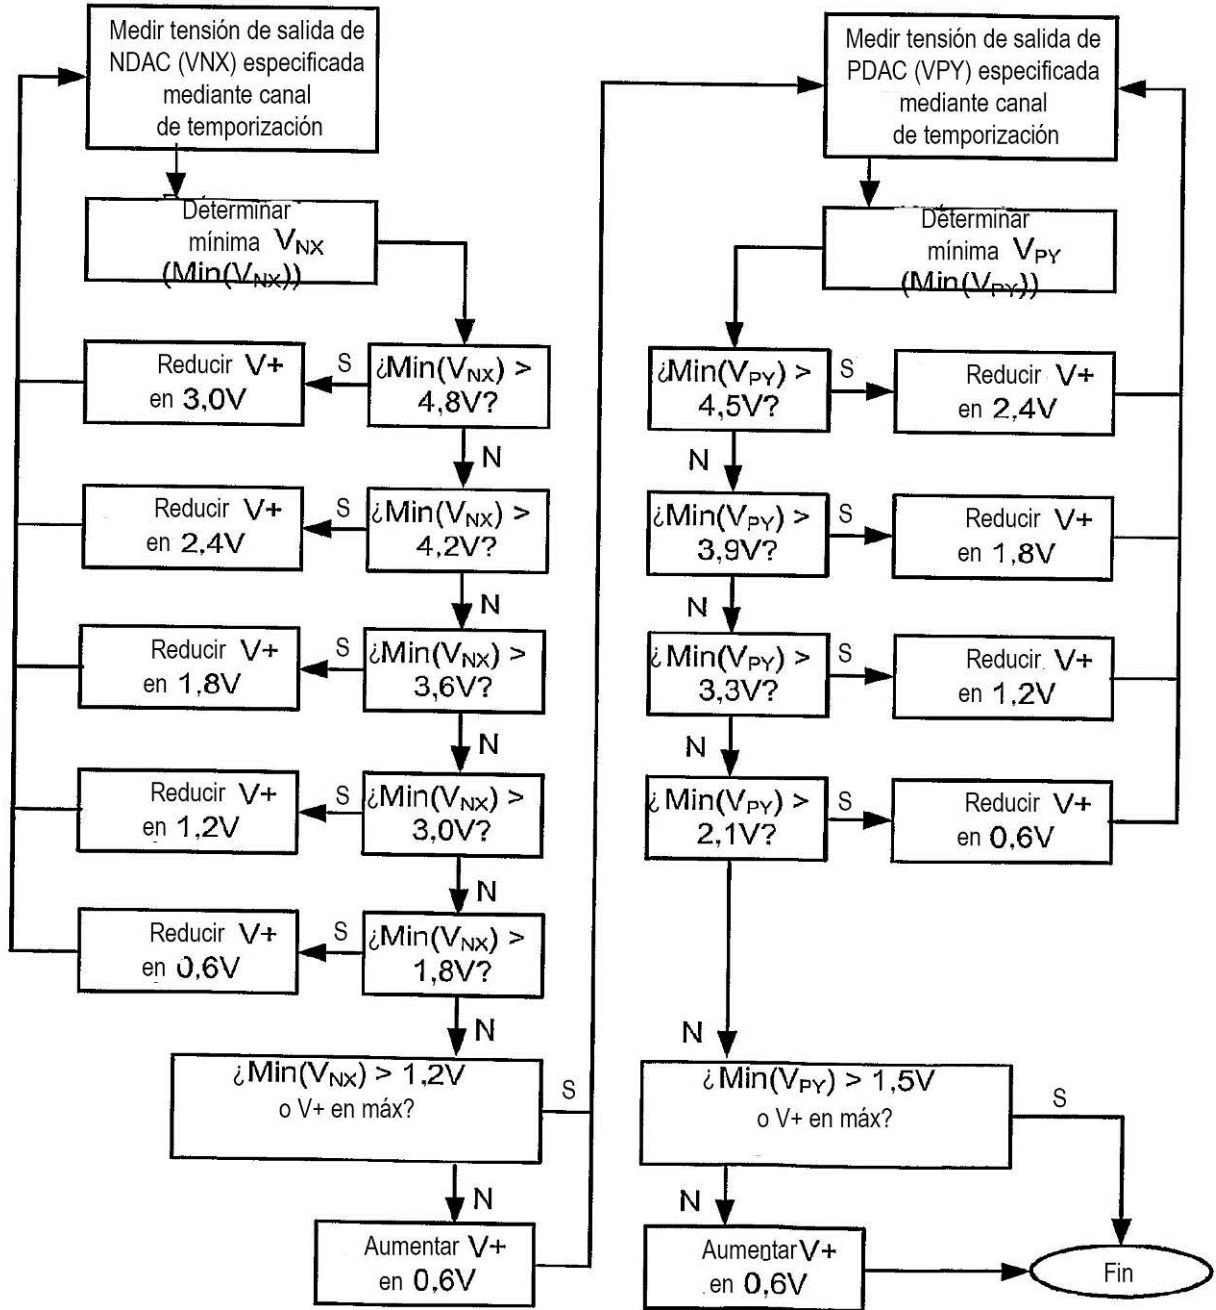 Medir tensión de salida de
NDAC (VNX) especificada
mediante canal
de temporización
Determinar
mínima VNX
(Min(VNX))
¿Min(VNX) >
4,8V?
S
Reducir V+
en 3,0V
N
¿Min(VNX) >
4,2V?
S
Reducir V+
en 2,4V
N
¿Min(VNX) >
3,6V?
S
Reducir V+
en 1,8V
N
¿Min(VNX) >
3,0V?
S
Reducir V+
en 1,2V
N
¿Min(VNX) >
1,8V?
S
Reducir V+
en 0,6V
N
¿Min(VNX) > 1,2V
o V+ en máx?
S
N
Aumentar V+
en 0,6V
Medir tensión de salida de
PDAC (VPY) especificada
mediante canal
de temporización
Determinar
mínima VPY
(Min(VPY))
¿Min(VPY) >
4,5V?
S
Reducir V+
en 2,4V
N
¿Min(VPY) >
3,9V?
S
Reducir V+
en 1,8V
N
¿Min(VPY) >
3,3V?
S
Reducir V+
en 1,2V
N
¿Min(VPY) >
2,1V?
S
Reducir V+
en 0,6V
N
¿Min(VPY) > 1,5V
o V+ en máx?
S
N
Aumentar V+
en 0,6V
Fin